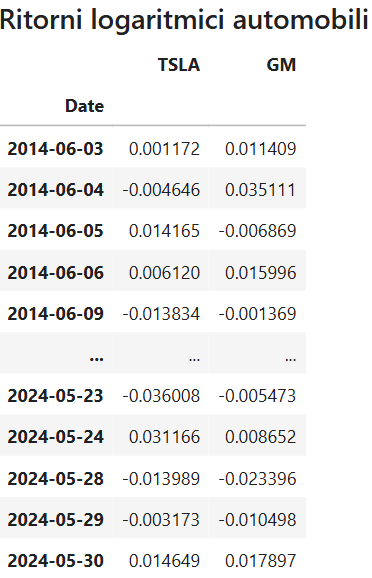 Ritorni logaritmici automobili
TSLA GM
Date
2014-06-03 0.001172 0.011409
2014-06-04 -0.004646 0.035111
2014-06-05 0.014165 -0.006869
2014-06-06 0.006120 0.015996
2014-06-09 -0.013834 -0.001369
... ... ...
2024-05-23 -0.036008 -0.005473
2024-05-24 0.031166 0.008652
2024-05-28 -0.013989 -0.023396
2024-05-29 -0.003173 -0.010498
2024-05-30 0.014649 0.017897